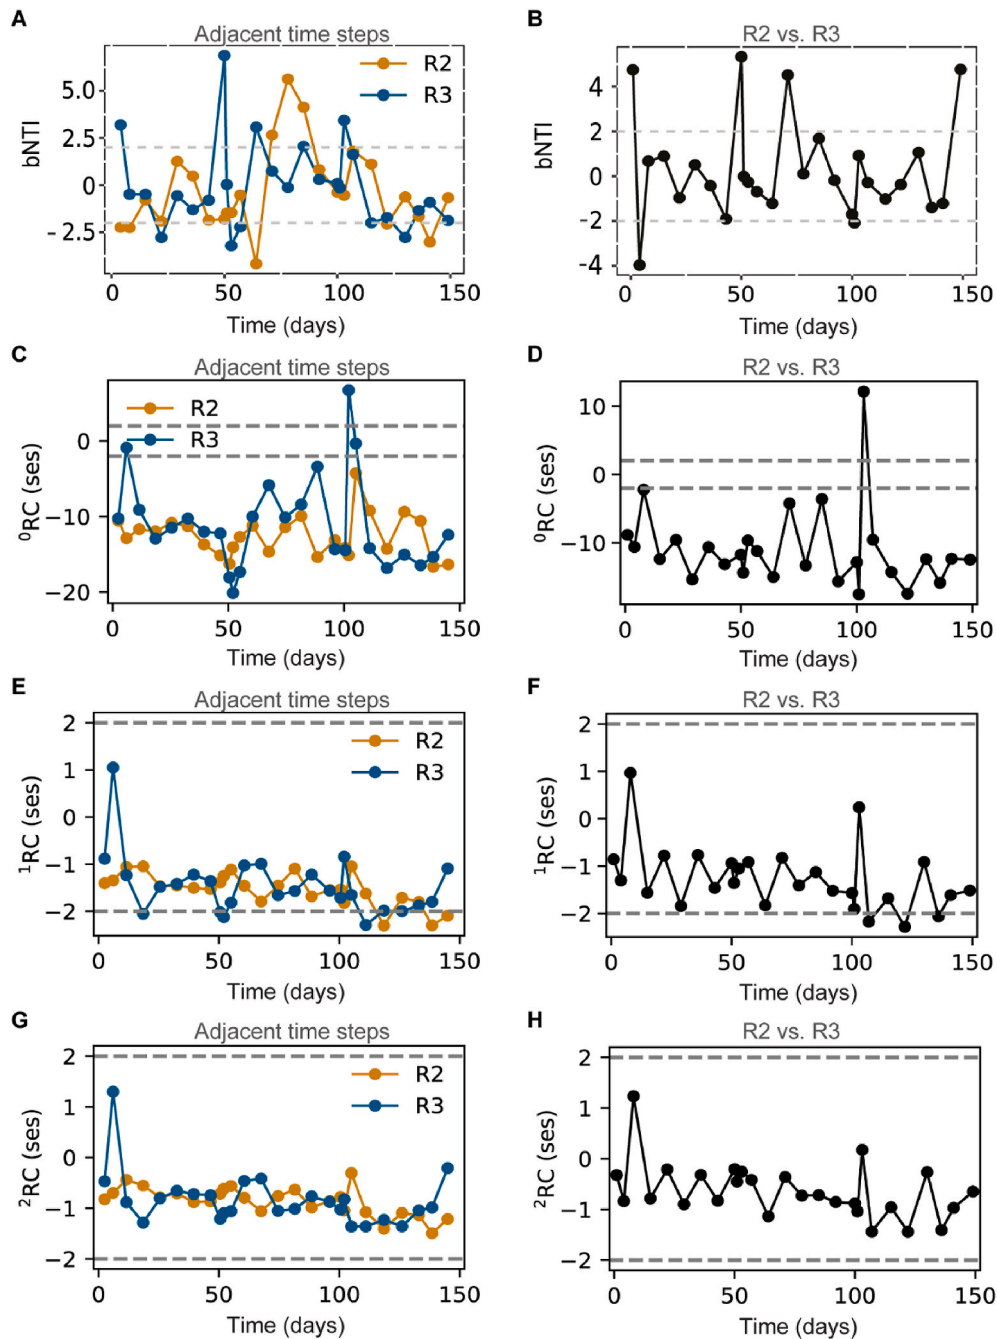 A
Adjacent time steps
bNTI
5.0
2.5
0
−2.5
R2
R3
0
50
100
150
Time (days)
B
R2 vs. R3
bNTI
4
2
0
-2
-4
0
50
100
150
Time (days)
C
Adjacent time steps
⁰RC (ses)
0
−10
−20
R2
R3
0
50
100
150
Time (days)
D
R2 vs. R3
⁰RC (ses)
10
0
−10
0
50
100
150
Time (days)
E
Adjacent time steps
¹RC (ses)
2
1
0
−1
−2
R2
R3
0
50
100
150
Time (days)
F
R2 vs. R3
¹RC (ses)
2
1
0
−1
−2
0
50
100
150
Time (days)
G
Adjacent time steps
²RC (ses)
2
1
0
−1
−2
R2
R3
0
50
100
150
Time (days)
H
R2 vs. R3
²RC (ses)
2
1
0
−1
−2
0
50
100
150
Time (days)